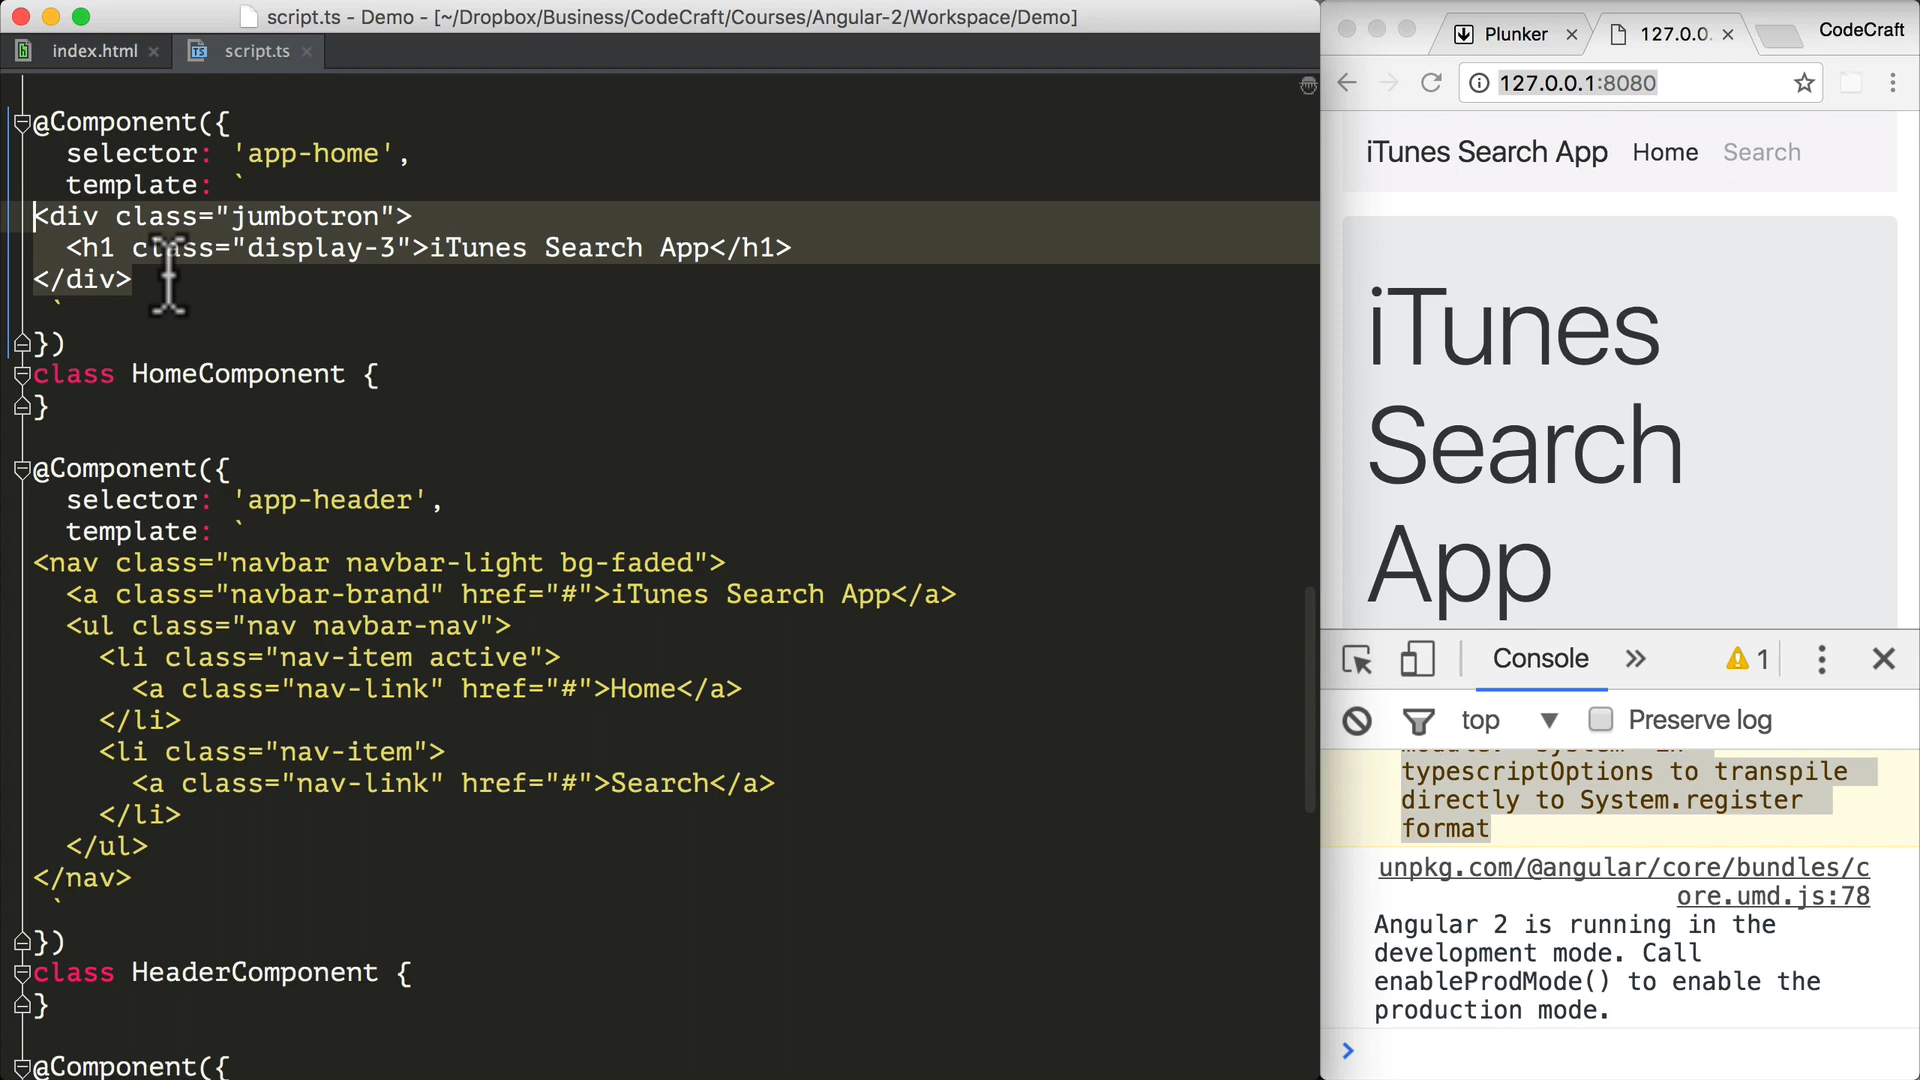 script.ts - Demo - [~/Dropbox/Business/CodeCraft/Courses/Angular-2/Workspace/Demo]
index.html
script.ts
@Component({
selector: 'app-home',
template: `
<div class="jumbotron">
<h1 class="display-3">iTunes Search App</h1>
</div>
`
})
class HomeComponent {
}
@Component({
selector: 'app-header',
template: `
<nav class="navbar navbar-light bg-faded">
<a class="navbar-brand" href="#">iTunes Search App</a>
<ul class="nav navbar-nav">
<li class="nav-item active">
<a class="nav-link" href="#">Home</a>
</li>
<li class="nav-item">
<a class="nav-link" href="#">Search</a>
</li>
</ul>
</nav>
`
})
class HeaderComponent {
}
@Component({
Plunker
127.0.0.
CodeCraft
127.0.0.1:8080
iTunes Search App Home Search
iTunes
Search
App
Console
1
top
Preserve log
typescriptOptions to transpile
directly to System.register
format
unpkg.com/@angular/core/bundles/c
ore.umd.js:78
Angular 2 is running in the
development mode. Call
enableProdMode() to enable the
production mode.